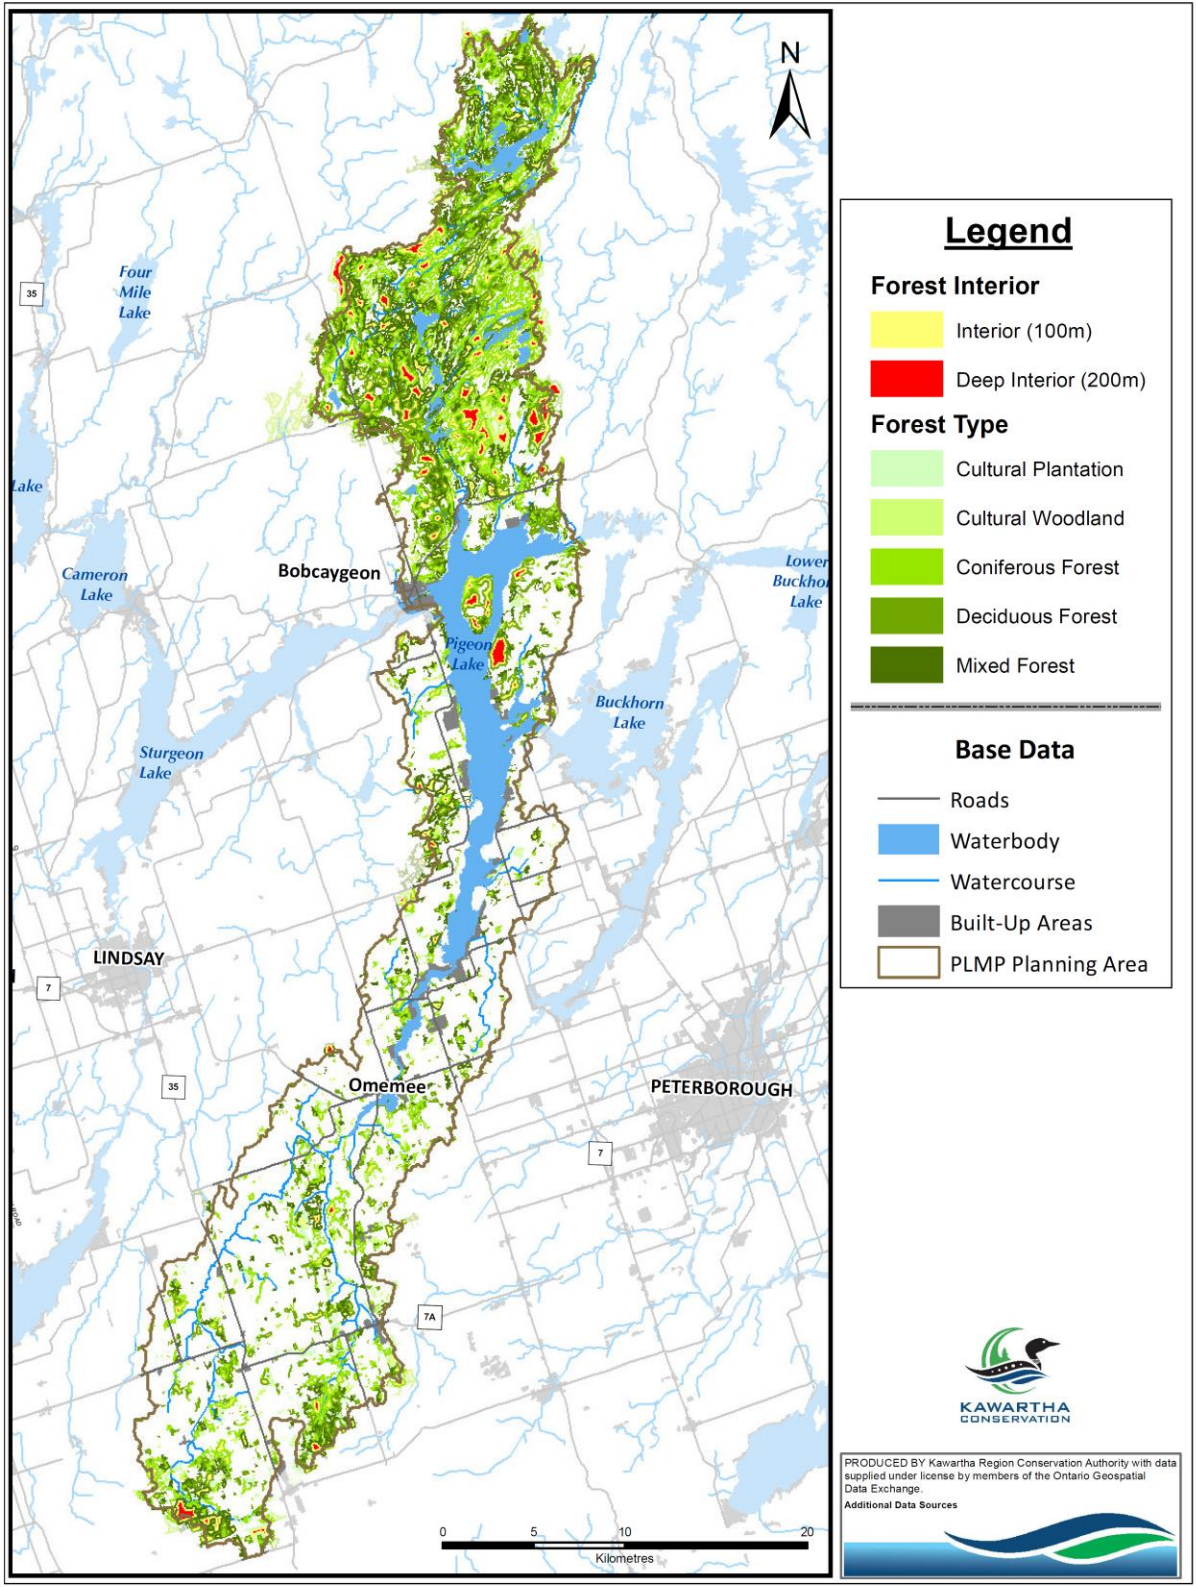 N
Four
Mile
Lake
35
Lake
Cameron
Lake
Bobcaygeon
Lower
Lake
Pigeon
Lake
Buckhorn
Lake
Sturgeon
Lake
LINDSAY
7
35
Omemee
PETERBOROUGH
7
7A
0 5 10 20
Kilometres
Legend
Forest Interior
Interior (100m)
Deep Interior (200m)
Forest Type
Cultural Plantation
Cultural Woodland
Coniferous Forest
Deciduous Forest
Mixed Forest
Base Data
Roads
Waterbody
Watercourse
Built-Up Areas
PLMP Planning Area
KAWARTHA
CONSERVATION
PRODUCED BY Kawartha Region Conservation Authority with data
supplied under license by members of the Ontario Geospatial
Data Exchange.
Additional Data Sources